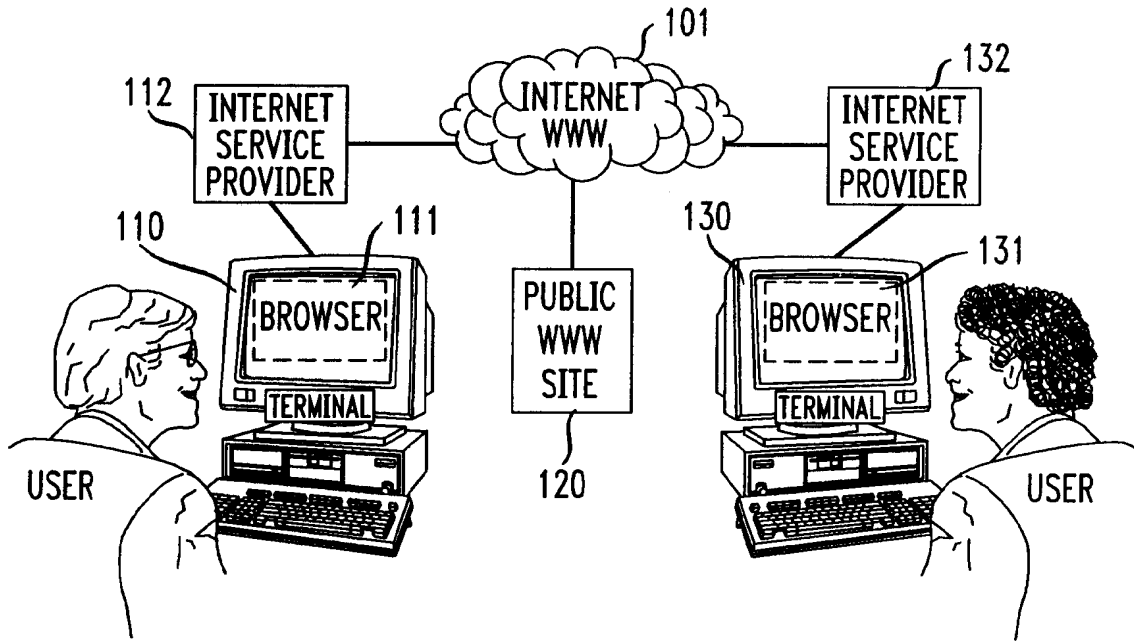 101
112
INTERNET
SERVICE
PROVIDER
INTERNET
WWW
132
INTERNET
SERVICE
PROVIDER
110
111
BROWSER
TERMINAL
USER
PUBLIC
WWW
SITE
120
130
131
BROWSER
TERMINAL
USER